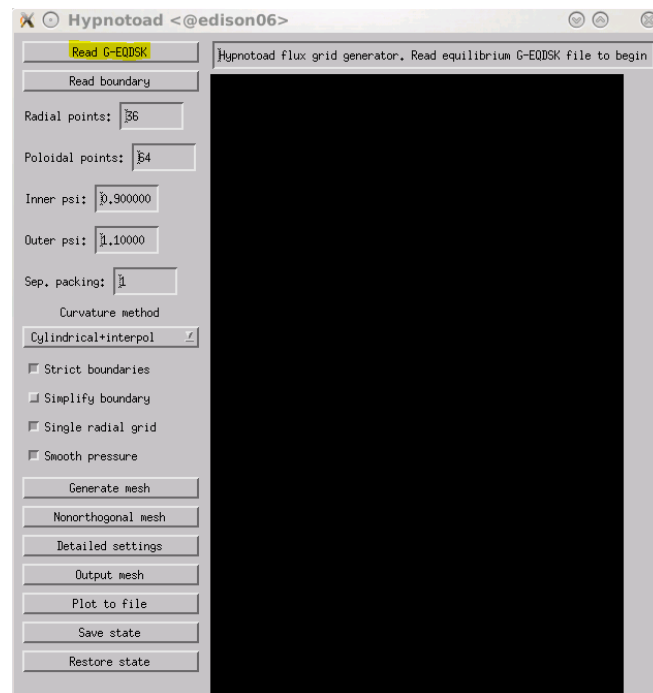 Hypnotoad <@edison06>
Read G-EQDSK
Hypnotoad flux grid generator. Read equilibrium G-EQDSK file to begin
Read boundary
Radial points: 36
Poloidal points: 64
Inner psi: 0.900000
Outer psi: 1.10000
Sep. packing: 1
Curvature method
Cylindrical+interpol
Strict boundaries
Simplify boundary
Single radial grid
Smooth pressure
Generate mesh
Nonorthogonal mesh
Detailed settings
Output mesh
Plot to file
Save state
Restore state